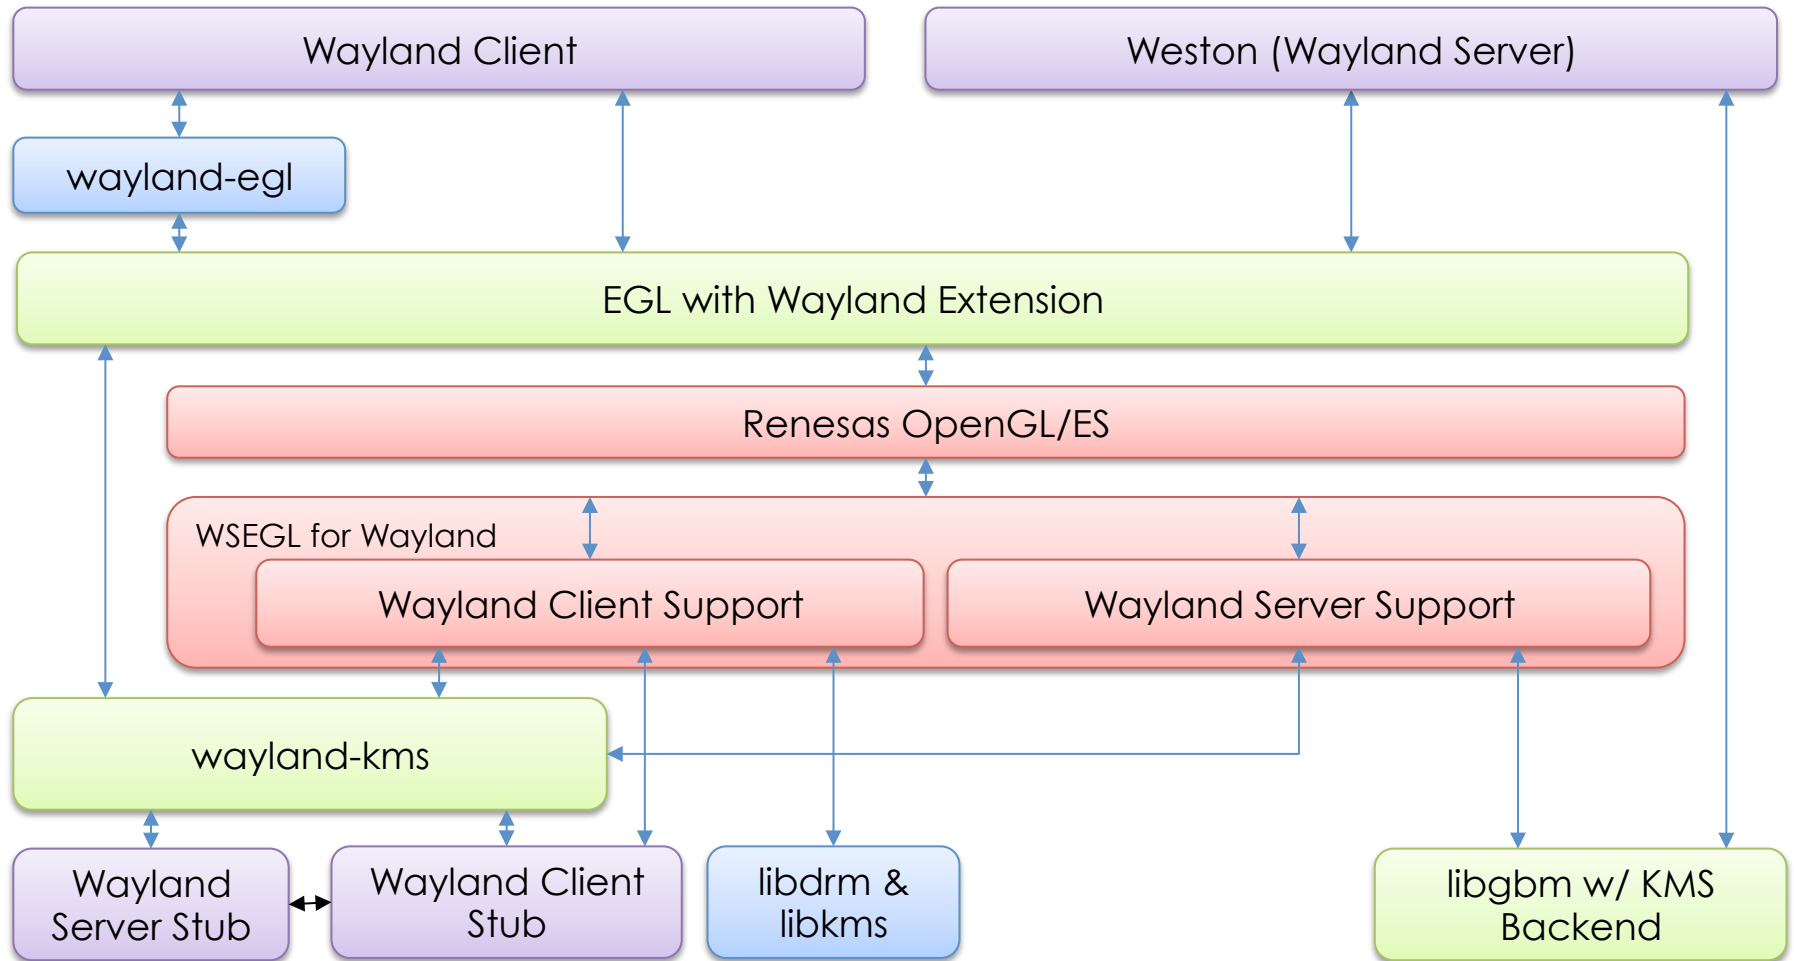 Wayland Client
Weston (Wayland Server)
wayland-egl
EGL with Wayland Extension
Renesas OpenGL/ES
WSEGL for Wayland
Wayland Client Support
Wayland Server Support
wayland-kms
Wayland
Server Stub
Wayland Client
Stub
libdrm &
libkms
libgbm w/ KMS
Backend